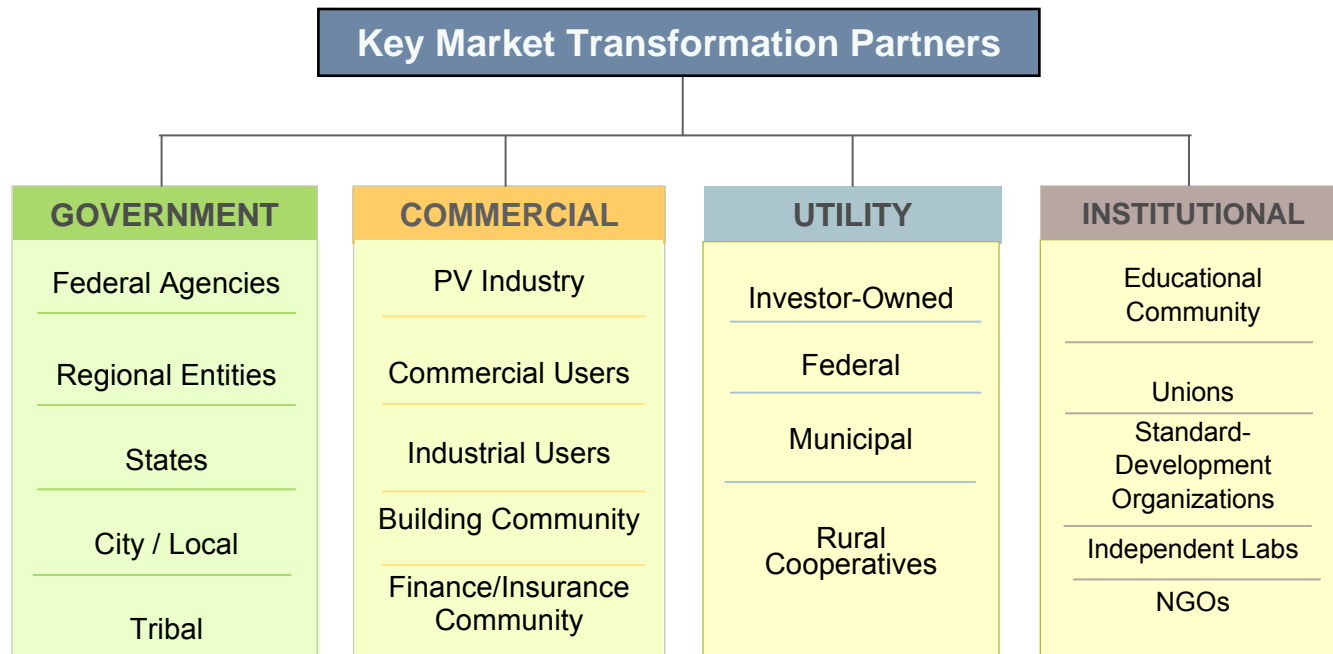 Key Market Transformation Partners
GOVERNMENT
Federal Agencies
Regional Entities
States
City / Local
Tribal
COMMERCIAL
PV Industry
Commercial Users
Industrial Users
Building Community
Finance/Insurance
Community
UTILITY
Investor-Owned
Federal
Municipal
Rural
Cooperatives
INSTITUTIONAL
Educational
Community
Unions
Standard-
Development
Organizations
Independent Labs
NGOs